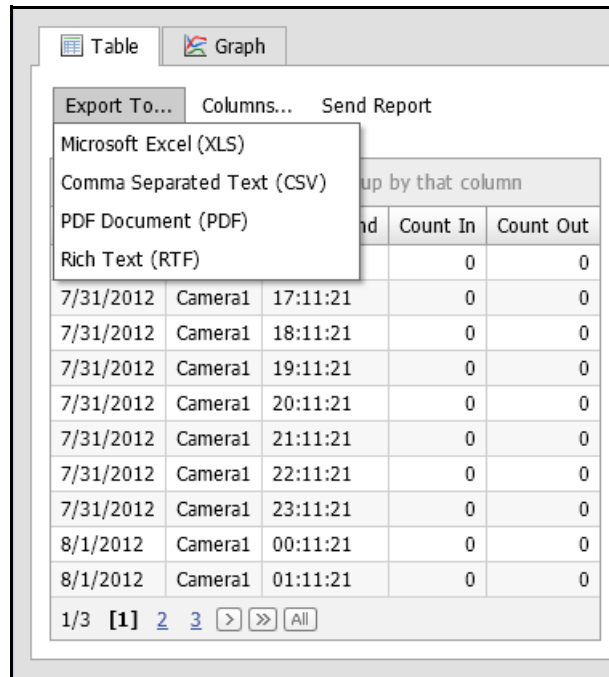 Table Graph
Export To... Columns... Send Report
Microsoft Excel (XLS)
Comma Separated Text (CSV) up by that column
PDF Document (PDF) Count In Count Out
Rich Text (RTF) 0 0
7/31/2012 Camera1 17:11:21 0 0
7/31/2012 Camera1 18:11:21 0 0
7/31/2012 Camera1 19:11:21 0 0
7/31/2012 Camera1 20:11:21 0 0
7/31/2012 Camera1 21:11:21 0 0
7/31/2012 Camera1 22:11:21 0 0
7/31/2012 Camera1 23:11:21 0 0
8/1/2012 Camera1 00:11:21 0 0
8/1/2012 Camera1 01:11:21 0 0
1/3 [1] 2 3 > >> All